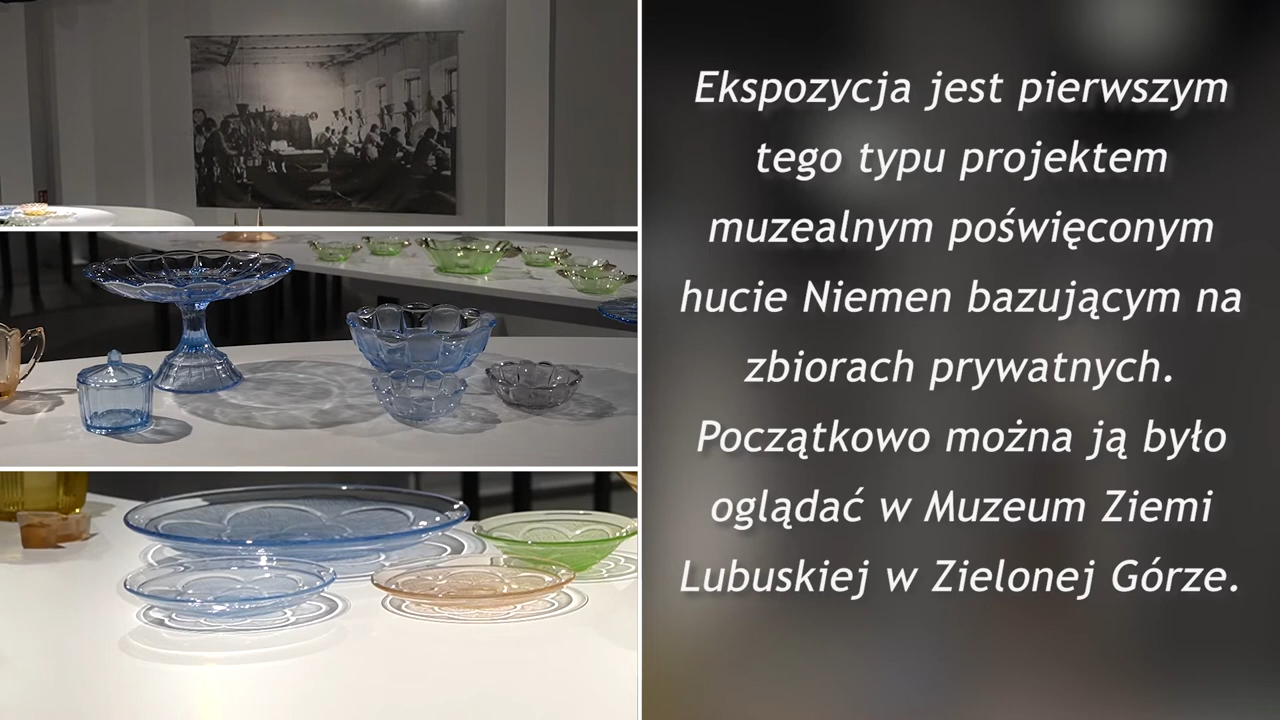 Ekspozycja jest pierwszym
tego typu projektem
muzealnym poświęconym
hucie Niemen bazującym na
zbiorach prywatnych.
Początkowo można ją było
oglądać w Muzeum Ziemi
Lubuskiej w Zielonej Górze.